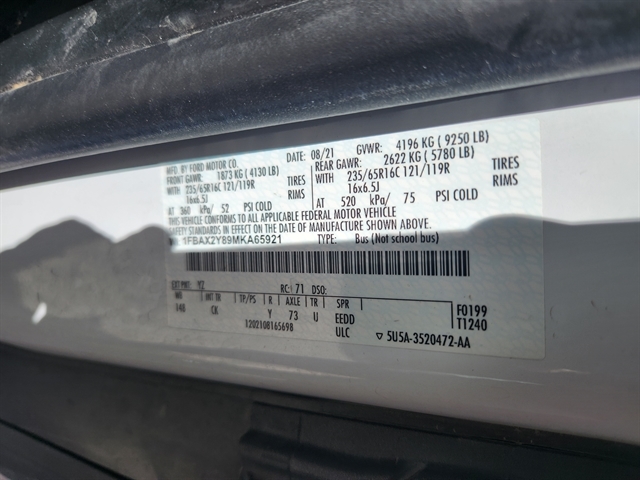 MFD. BY FORD MOTOR CO.
DATE: 08/21 GVWR: 4196 KG ( 9250 LB)
FRONT GAWR: 1873 KG ( 4130 LB) REAR GAWR: 2622 KG ( 5780 LB)
WITH 235/65R16C 121/119R TIRES WITH 235/65R16C 121/119R TIRES
16x6.5J RIMS 16x6.5J RIMS
AT 360 kPa/ 52 PSI COLD AT 520 kPa/ 75 PSI COLD
THIS VEHICLE CONFORMS TO ALL APPLICABLE FEDERAL MOTOR VEHICLE
SAFETY STANDARDS IN EFFECT ON THE DATE OF MANUFACTURE SHOWN ABOVE.
VIN: 1FBAX2Y89MKA65921 TYPE: Bus (Not school bus)
YZ RC: 71 DSO:
WB INT TR TP/PS R AXLE TR SPR
148 CK Y 73 U EEDD
ULC
F0199
T1240
1202108165698
▽ 5U5A-3520472-AA